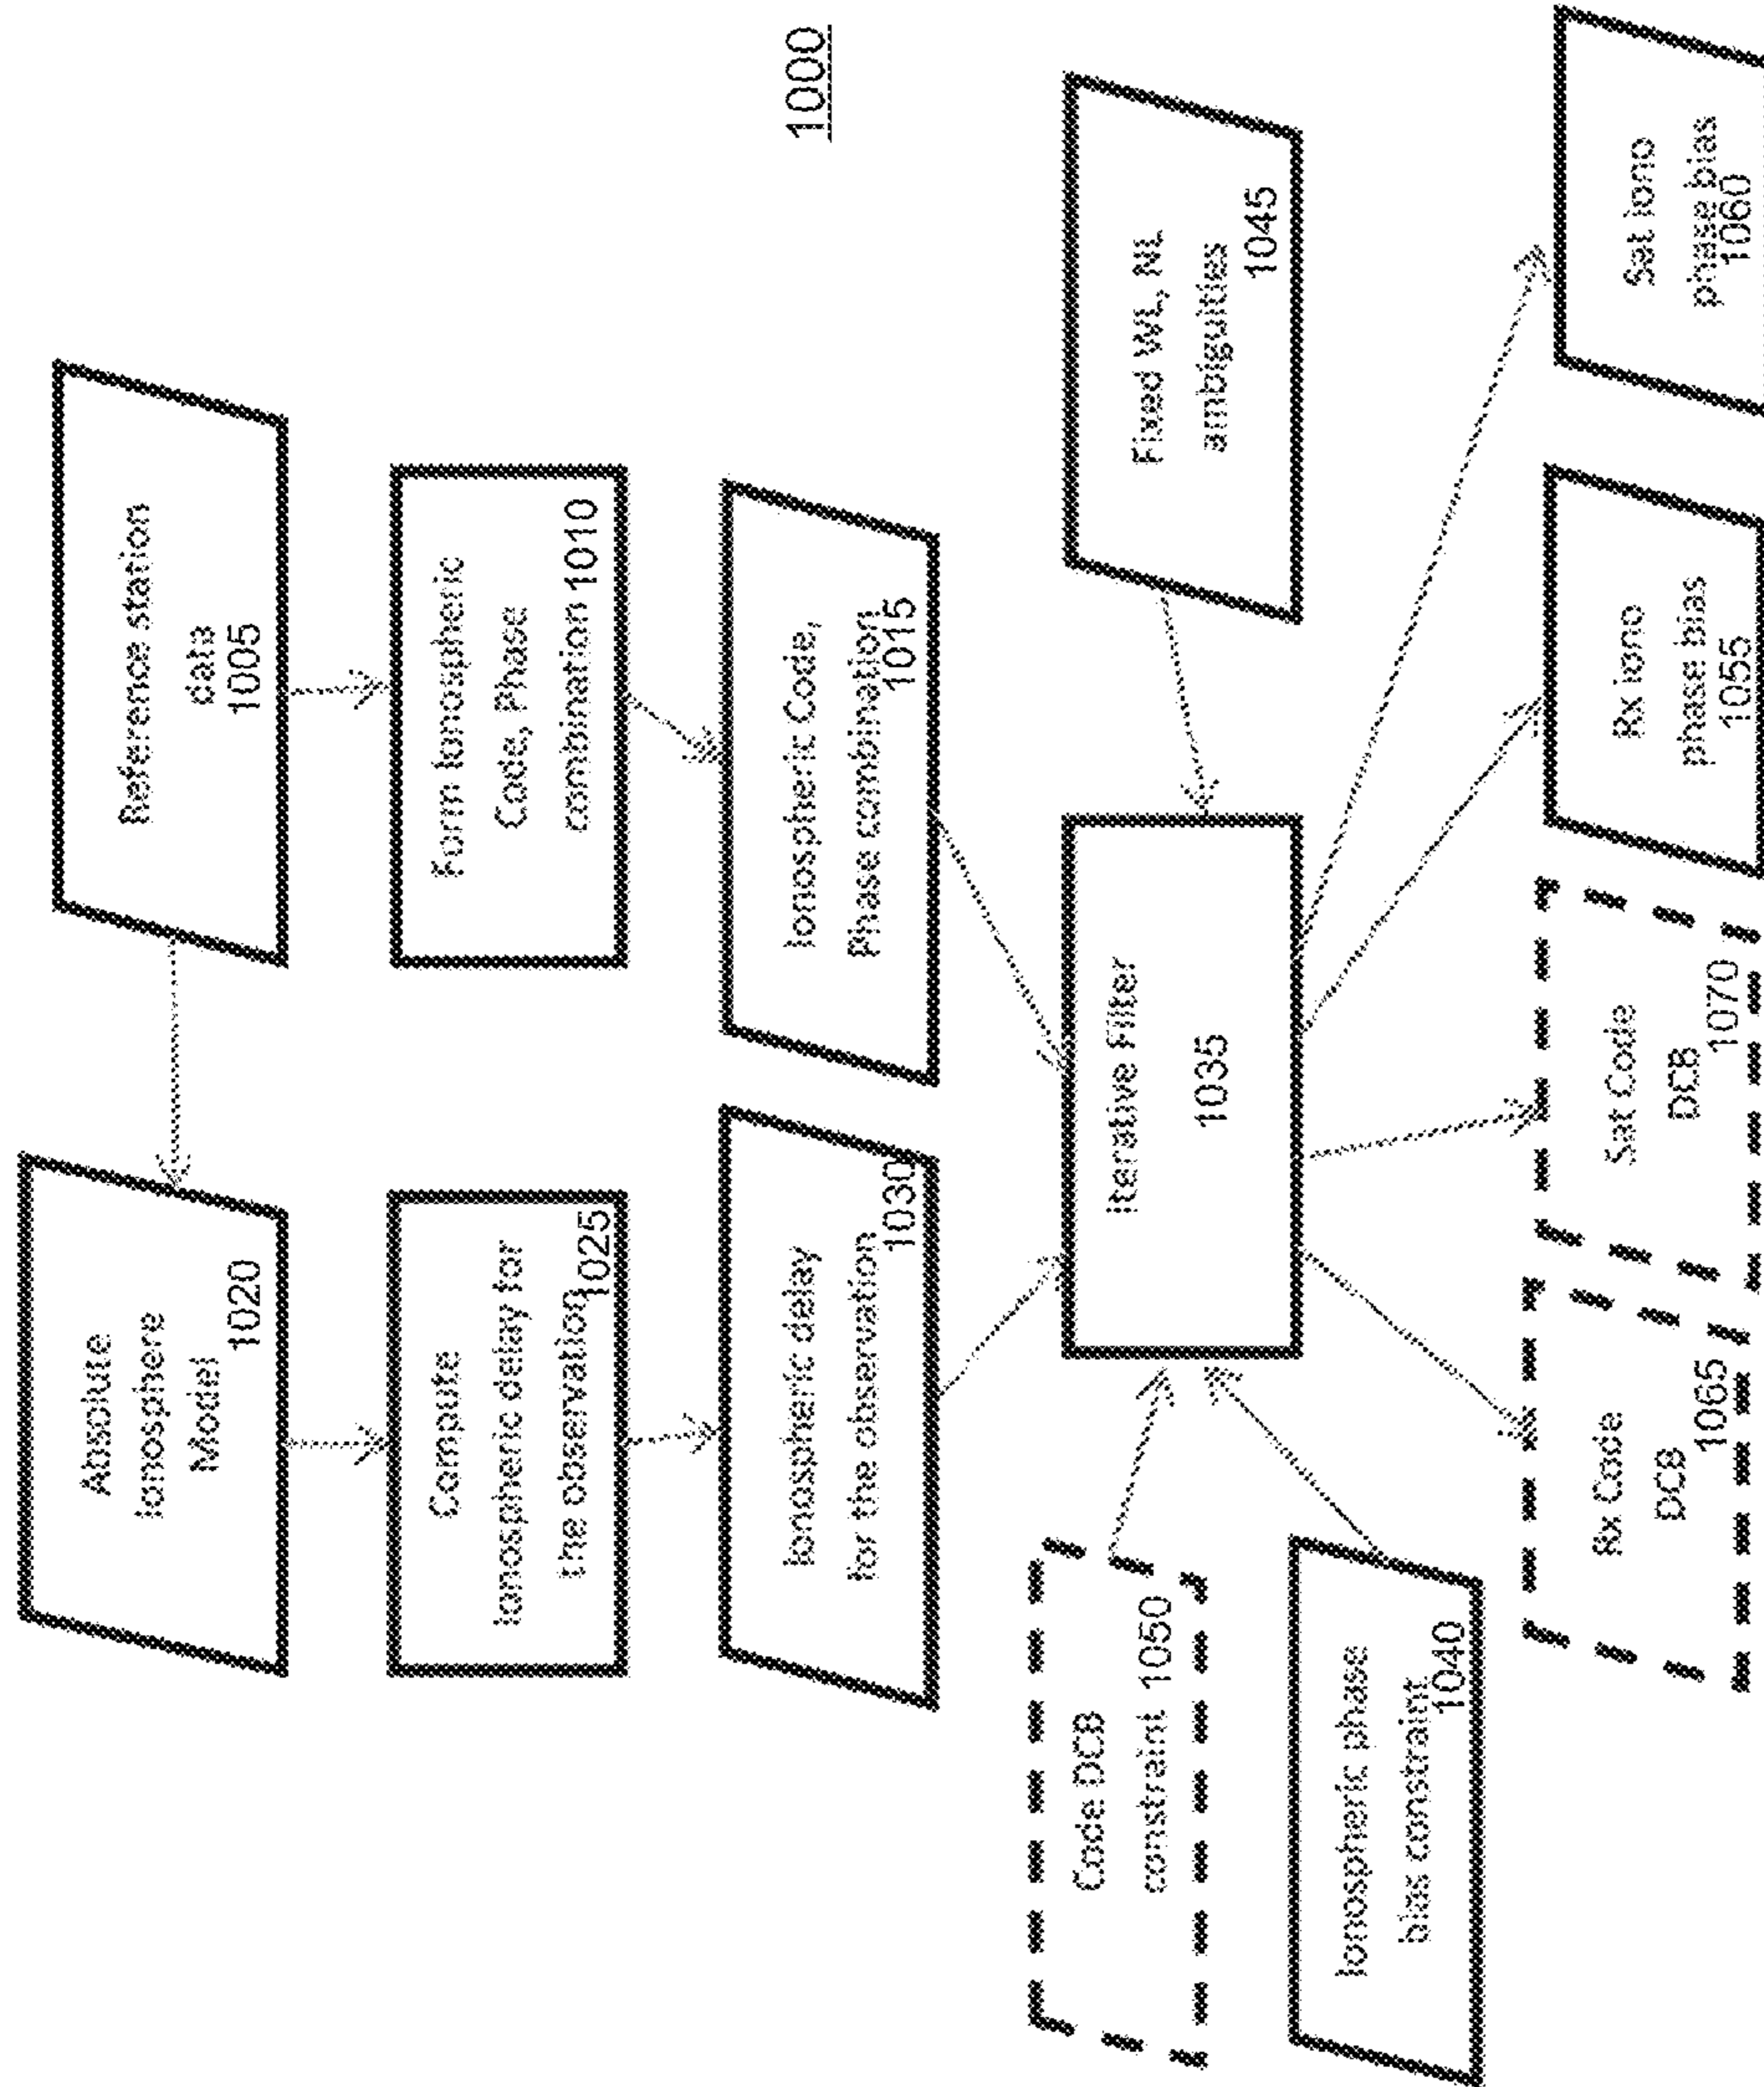 1000
Absolute
Ionosphere
Model
1020
Reference station
data
1005
Compute
Ionospheric delay for
the observation
1025
Form Ionospheric
Code, Phase
combination 1010
Ionospheric delay
for the observation
1030
Ionospheric Code,
Phase combination
1015
Code DCB
constraint 1050
Ionospheric phase
bias constraint
1040
Iterative Filter
1035
Fixed WL, NL
ambiguities
1045
Rx Code
DCB
1065
Sat Code
DCB
1070
Rx iono
phase bias
1055
Sat iono
phase bias
1060